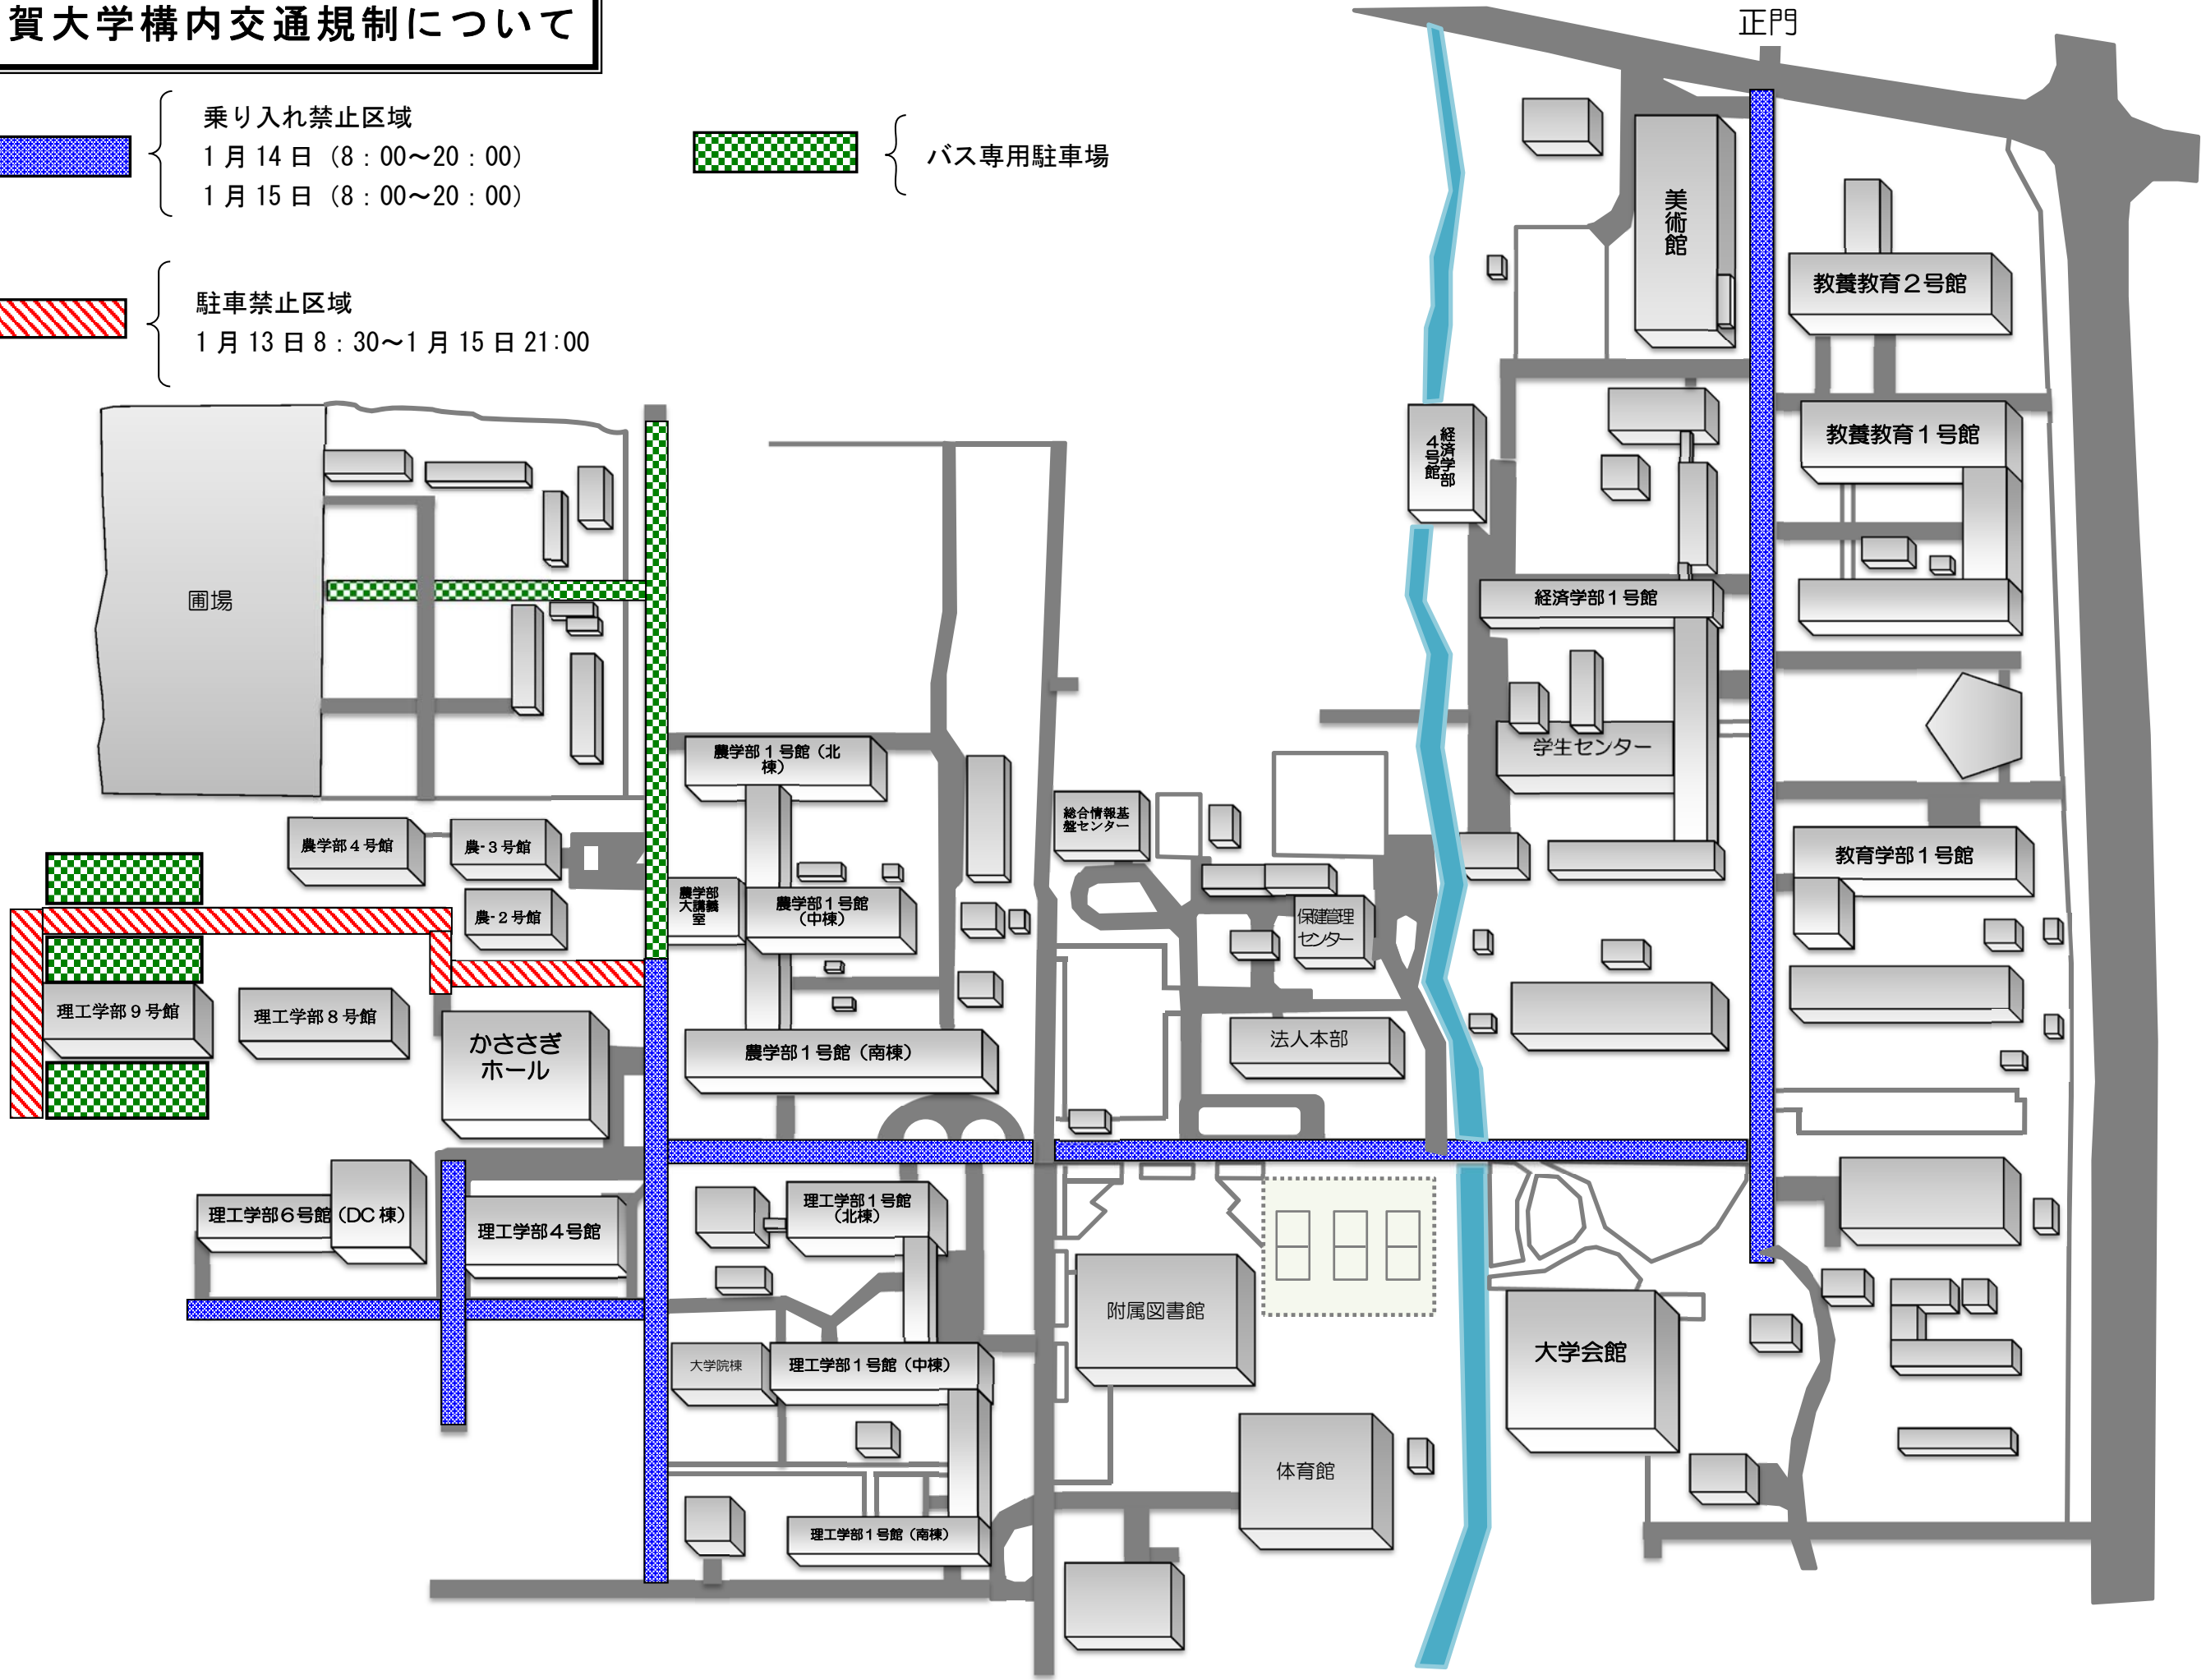 賀大学構内交通規制について
正門
乗り入れ禁止区域
1月14日（8：00～20：00）
1月15日（8：00～20：00）
バス専用駐車場
駐車禁止区域
1月13日8：30～1月15日21:00
美術館
教養教育２号館
教養教育１号館
経済学部
４号館
圃場
経済学部１号館
学生センター
農学部１号館（北
棟）
総合情報基
盤センター
農学部４号館
農-３号館
教育学部１号館
農学部
大講義
室
農学部１号館
（中棟）
農-２号館
保健管理
センター
理工学部９号館
理工学部８号館
かささぎ
ホール
農学部１号館（南棟）
法人本部
理工学部６号館（DC棟）
理工学部４号館
理工学部１号館
（北棟）
附属図書館
大学会館
大学院棟
理工学部１号館（中棟）
体育館
理工学部１号館（南棟）